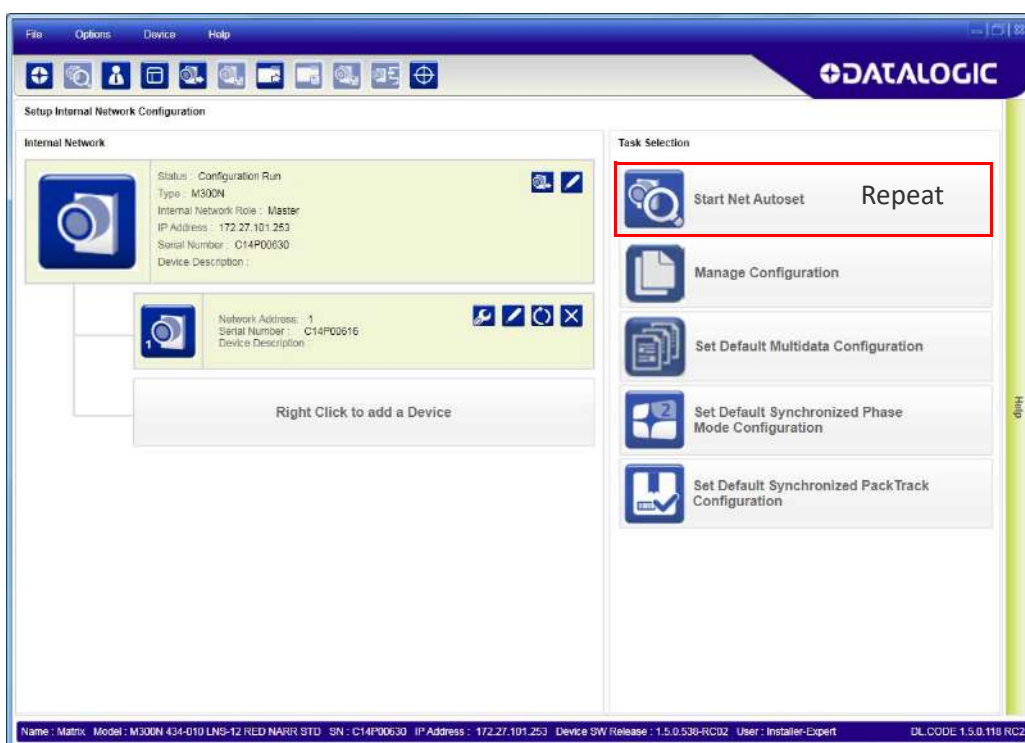 File Options Device Help
DATALOGIC
Setup Internal Network Configuration
Internal Network
Status : Configuration Run
Type : M300N
Internal Network Role : Master
IP Address : 172.27.101.253
Serial Number : C14P00630
Device Description :
1
Network Address: 1
Serial Number : C14P00616
Device Description :
Right Click to add a Device
Task Selection
Start Net Autoset Repeat
Manage Configuration
Set Default Multidata Configuration
2
Set Default Synchronized Phase
Mode Configuration
Set Default Synchronized PackTrack
Configuration
Help
Name : Matrix Model : M300N 434-010 LNS-12 RED NARR STD SN : C14P00630 IP Address : 172.27.101.253 Device SW Release : 1.5.0.538-RC02 User : Installer-Expert DL.CODE 1.5.0.118 RC2